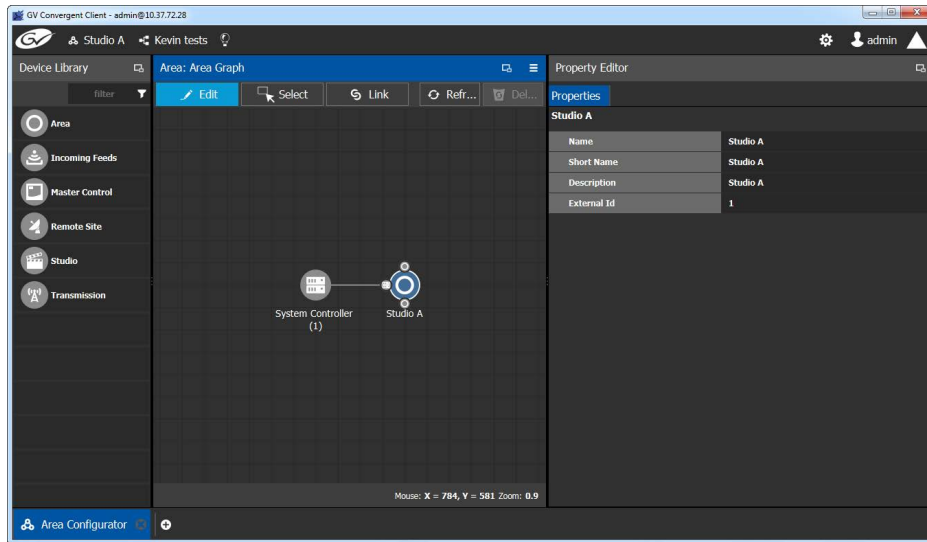 GV Convergent Client - admin@10.37.72.28
GV Studio A Kevin tests admin
Device Library
Area: Area Graph
Property Editor
filter
Edit Select Link Refr... Del...
Properties
Area
Incoming Feeds
Master Control
Remote Site
Studio
Transmission
System Controller
(1)
Studio A
Mouse: X = 784, Y = 581 Zoom: 0.9
Studio A
Name Studio A
Short Name Studio A
Description Studio A
External Id 1
Area Configurator